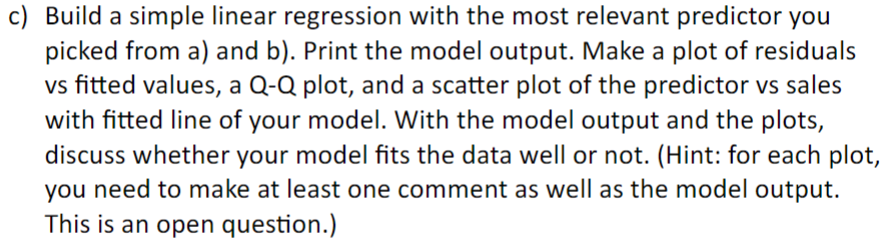 c) Build a simple linear regression with the most relevant predictor you
picked from a) and b). Print the model output. Make a plot of residuals
vs fitted values, a Q-Q plot, and a scatter plot of the predictor vs sales
with fitted line of your model. With the model output and the plots,
discuss whether your model fits the data well or not. (Hint: for each plot,
you need to make at least one comment as well as the model output.
This is an open question.)